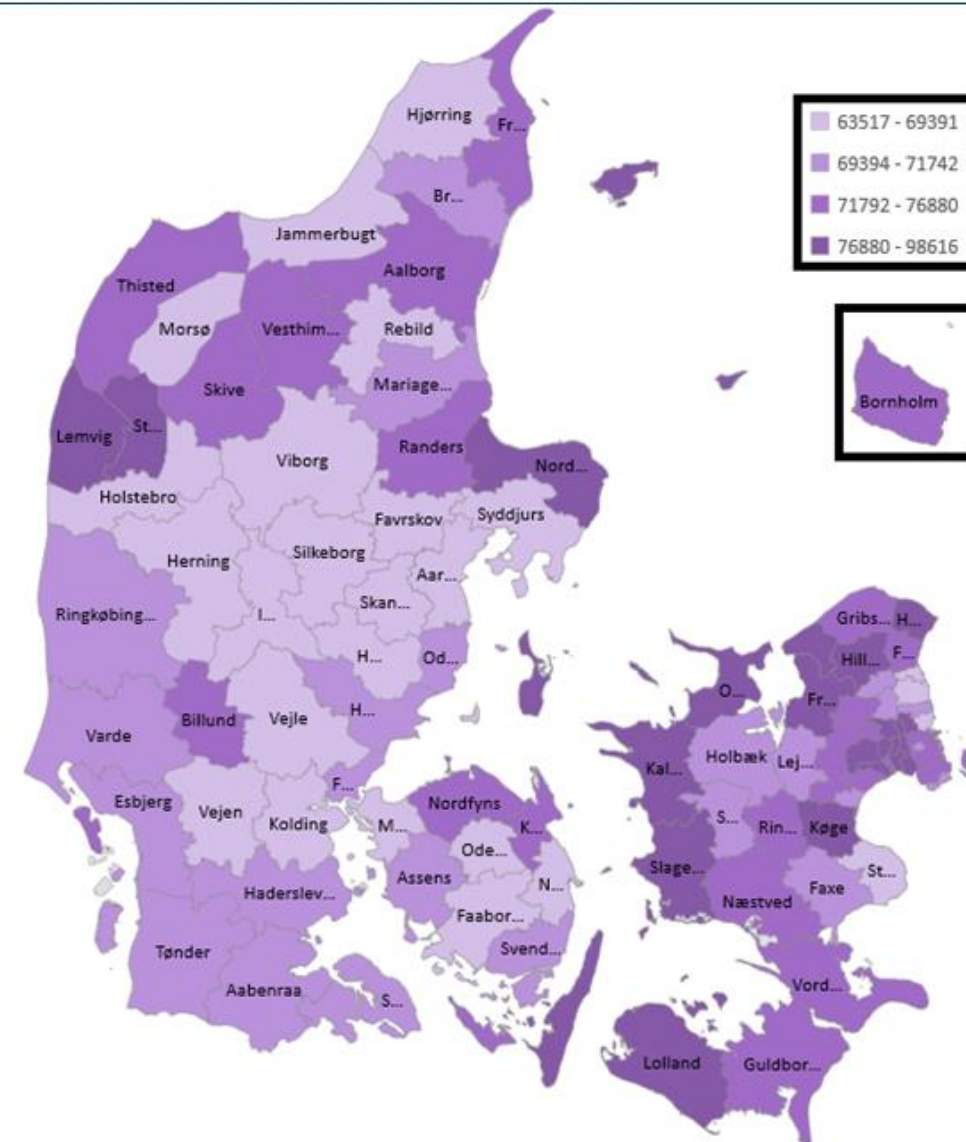 Hjørring
Fr...
63517 - 69391
69394 - 71742
71792 - 76880
76880 - 98616
Br...
Jammerbugt
Aalborg
Thisted
Morsø
Vesthim...
Rebild
Mariage...
Skive
Bornholm
Lemvig
St...
Randers
Viborg
Nord...
Holstebro
Favrskov
Syddjurs
Silkeborg
Herning
Aar...
Skan...
Ringkøbing...
I...
Gribs...
H...
H...
Od...
Hill...
F...
O...
Fr...
H...
Billund
Vejle
Varde
Holbæk
Lej...
Kal...
F...
Esbjerg
Vejen
Kolding
Nordfyns
M...
K...
S...
Rin...
Køge
Ode...
Assens
N...
Slage...
St...
Faxe
Haderslev...
Næstved
Faabor...
Svend...
Tønder
Aabenraa
S...
Vord...
Lolland
Guldbor...